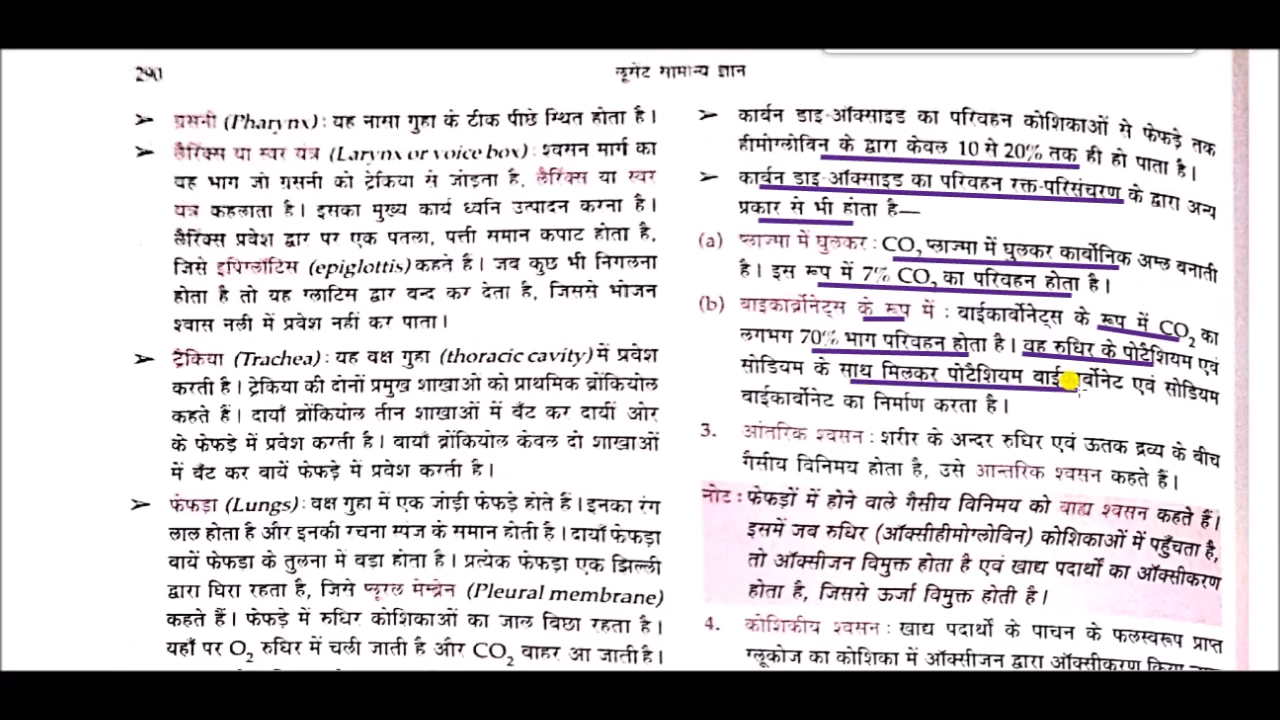 290
लूसेंट सामान्य ज्ञान
➤ ग्रसनी (Pharynx) : यह नासा गुहा के ठीक पीछे स्थित होता है।
➤ लैरिंक्स या स्वर यंत्र (Larynx or voice box) : श्वसन मार्ग का
वह भाग जो ग्रसनी को ट्रेकिया से जोड़ता है, लैरिंक्स या स्वर
यंत्र कहलाता है। इसका मुख्य कार्य ध्वनि उत्पादन करना है।
लैरिंक्स प्रवेश द्वार पर एक पतला, पत्ती समान कपाट होता है,
जिसे इपिग्लॉटिस (epiglottis) कहते हैं। जब कुछ भी निगलना
होता है तो यह ग्लाटिस द्वार बन्द कर देता है, जिससे भोजन
श्वास नली में प्रवेश नहीं कर पाता।
➤ ट्रैकिया (Trachea) : यह वक्ष गुहा (thoracic cavity) में प्रवेश
करती है। ट्रेकिया की दोनों प्रमुख शाखाओं को प्राथमिक ब्रोंकियोल
कहते हैं। दायाँ ब्रोंकियोल तीन शाखाओं में बँट कर दायीं ओर
के फेफड़े में प्रवेश करती है। बायाँ ब्रोंकियोल केवल दो शाखाओं
में बँट कर बायें फेफड़े में प्रवेश करती है।
➤ फेफड़ा (Lungs) : वक्ष गुहा में एक जोड़ी फेफड़े होते हैं। इनका रंग
लाल होता है और इनकी रचना स्पंज के समान होती है। दायाँ फेफड़ा
बायें फेफड़ा के तुलना में बड़ा होता है। प्रत्येक फेफड़ा एक झिल्ली
द्वारा घिरा रहता है, जिसे प्लूरल मेम्ब्रेन (Pleural membrane)
कहते हैं। फेफड़े में रुधिर कोशिकाओं का जाल बिछा रहता है।
यहाँ पर O₂ रुधिर में चली जाती है और CO₂ बाहर आ जाती है।
➤ कार्बन डाइ-ऑक्साइड का परिवहन कोशिकाओं से फेफड़े तक
हीमोग्लोबिन के द्वारा केवल 10 से 20% तक ही हो पाता है।
➤ कार्बन डाइ-ऑक्साइड का परिवहन रक्त-परिसंचरण के द्वारा अन्य
प्रकार से भी होता है—
(a) प्लाज्मा में घुलकर : CO₂ प्लाज्मा में घुलकर कार्बोनिक अम्ल बनाती
है। इस रूप में 7% CO₂ का परिवहन होता है।
(b) बाइकार्बोनेट्स के रूप में : बाईकार्बोनेट्स के रूप में CO₂ का
लगभग 70% भाग परिवहन होता है। वह रुधिर के पोटैशियम एवं
सोडियम के साथ मिलकर पोटैशियम बाईकार्बोनेट एवं सोडियम
बाईकार्बोनेट का निर्माण करता है।
3. आंतरिक श्वसन : शरीर के अन्दर रुधिर एवं ऊतक द्रव्य के बीच
गैसीय विनिमय होता है, उसे आन्तरिक श्वसन कहते हैं।
नोट : फेफड़ों में होने वाले गैसीय विनिमय को बाह्य श्वसन कहते हैं।
इसमें जब रुधिर (ऑक्सीहीमोग्लोबिन) कोशिकाओं में पहुँचता है,
तो ऑक्सीजन विमुक्त होता है एवं खाद्य पदार्थों का ऑक्सीकरण
होता है, जिससे ऊर्जा विमुक्त होती है।
4. कोशिकीय श्वसन : खाद्य पदार्थों के पाचन के फलस्वरूप प्राप्त
ग्लूकोज का कोशिका में ऑक्सीजन द्वारा ऑक्सीकरण किया